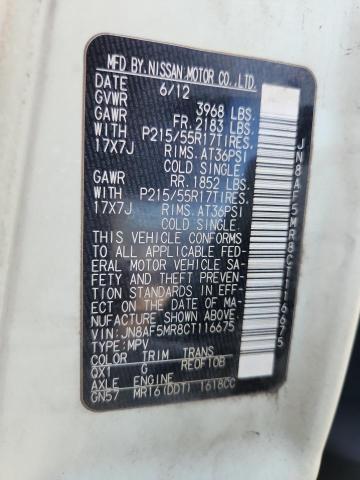 MFD.BY.NISSAN MOTOR CO.,LTD.
DATE 6/12
GVWR 3968 LBS.
GAWR FR.2183 LBS.
WITH P215/55R17TIRES,
17X7J RIMS.AT36PSI
COLD SINGLE.
GAWR RR.1852 LBS.
WITH P215/55R17TIRES,
17X7J RIMS.AT36PSI
COLD SINGLE.
THIS VEHICLE CONFORMS
TO ALL APPLICABLE FED-
ERAL MOTOR VEHICLE SA-
FETY AND THEFT PREVEN-
TION STANDARDS IN EFF-
ECT ON THE DATE OF MA-
NUFACTURE SHOWN ABOVE.
VIN:JN8AF5MR8CT116675
TYPE:MPV
COLOR TRIM TRANS
QX1 G RE0F10B
AXLE ENGINE
GN57 MR16(DDT) 1618CC
JN8AF5MR8CT116675